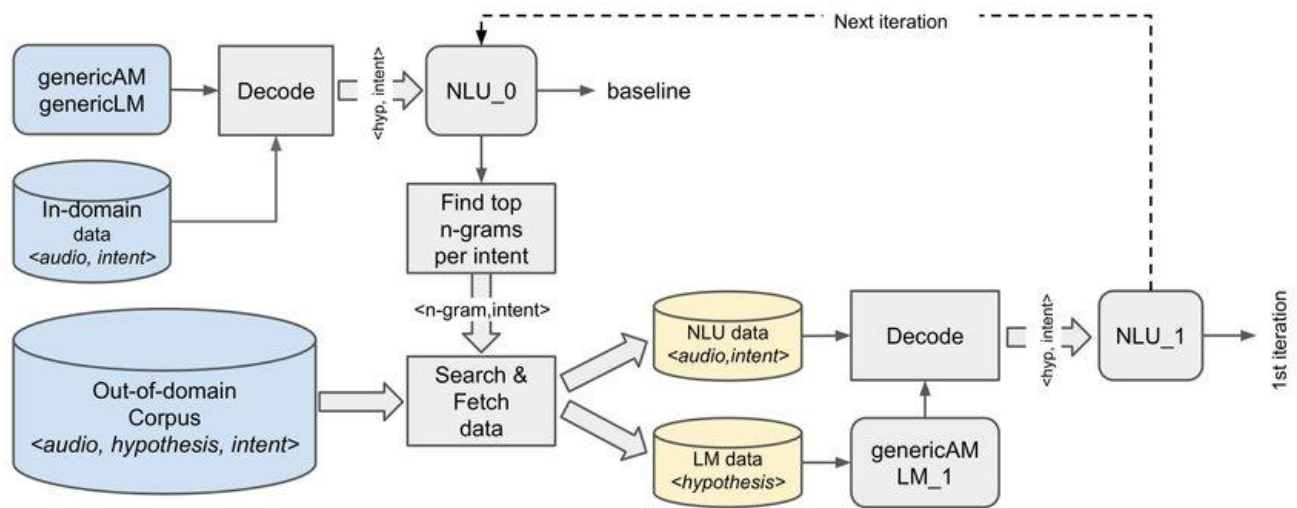 Next iteration
genericAM
genericLM
Decode
<hyp, intent>
NLU_0
baseline
In-domain
data
<audio, intent>
Find top
n-grams
per intent
<n-gram,intent>
Out-of-domain
Corpus
<audio, hypothesis, intent>
Search &
Fetch
data
NLU data
<audio,intent>
LM data
<hypothesis>
Decode
genericAM
LM_1
<hyp, intent>
NLU_1
1st iteration